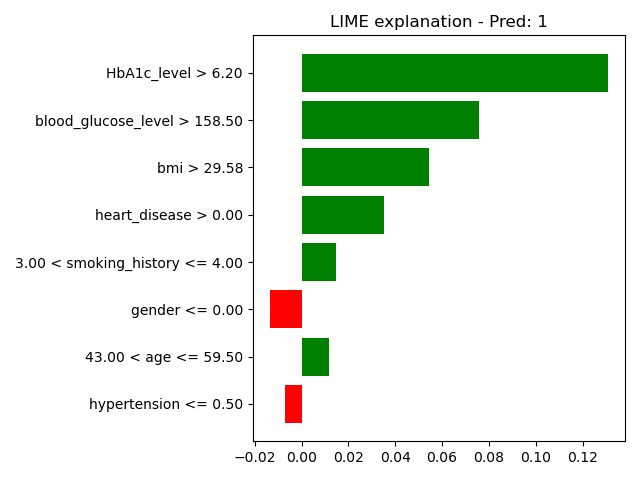 LIME explanation - Pred: 1
HbA1c_level > 6.20
blood_glucose_level > 158.50
bmi > 29.58
heart_disease > 0.00
3.00 < smoking_history <= 4.00
gender <= 0.00
43.00 < age <= 59.50
hypertension <= 0.50
−0.02 0.00 0.02 0.04 0.06 0.08 0.10 0.12